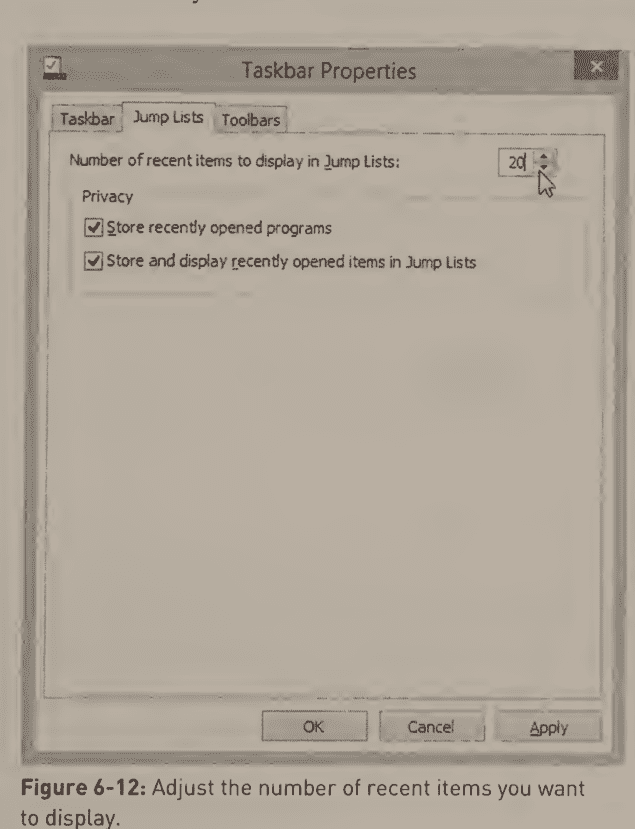 Taskbar Properties
Taskbar Jump Lists Toolbars
Number of recent items to display in Jump Lists: 20
Privacy
Store recently opened programs
Store and display recently opened items in Jump Lists
OK Cancel Apply
Figure 6-12: Adjust the number of recent items you want
to display.